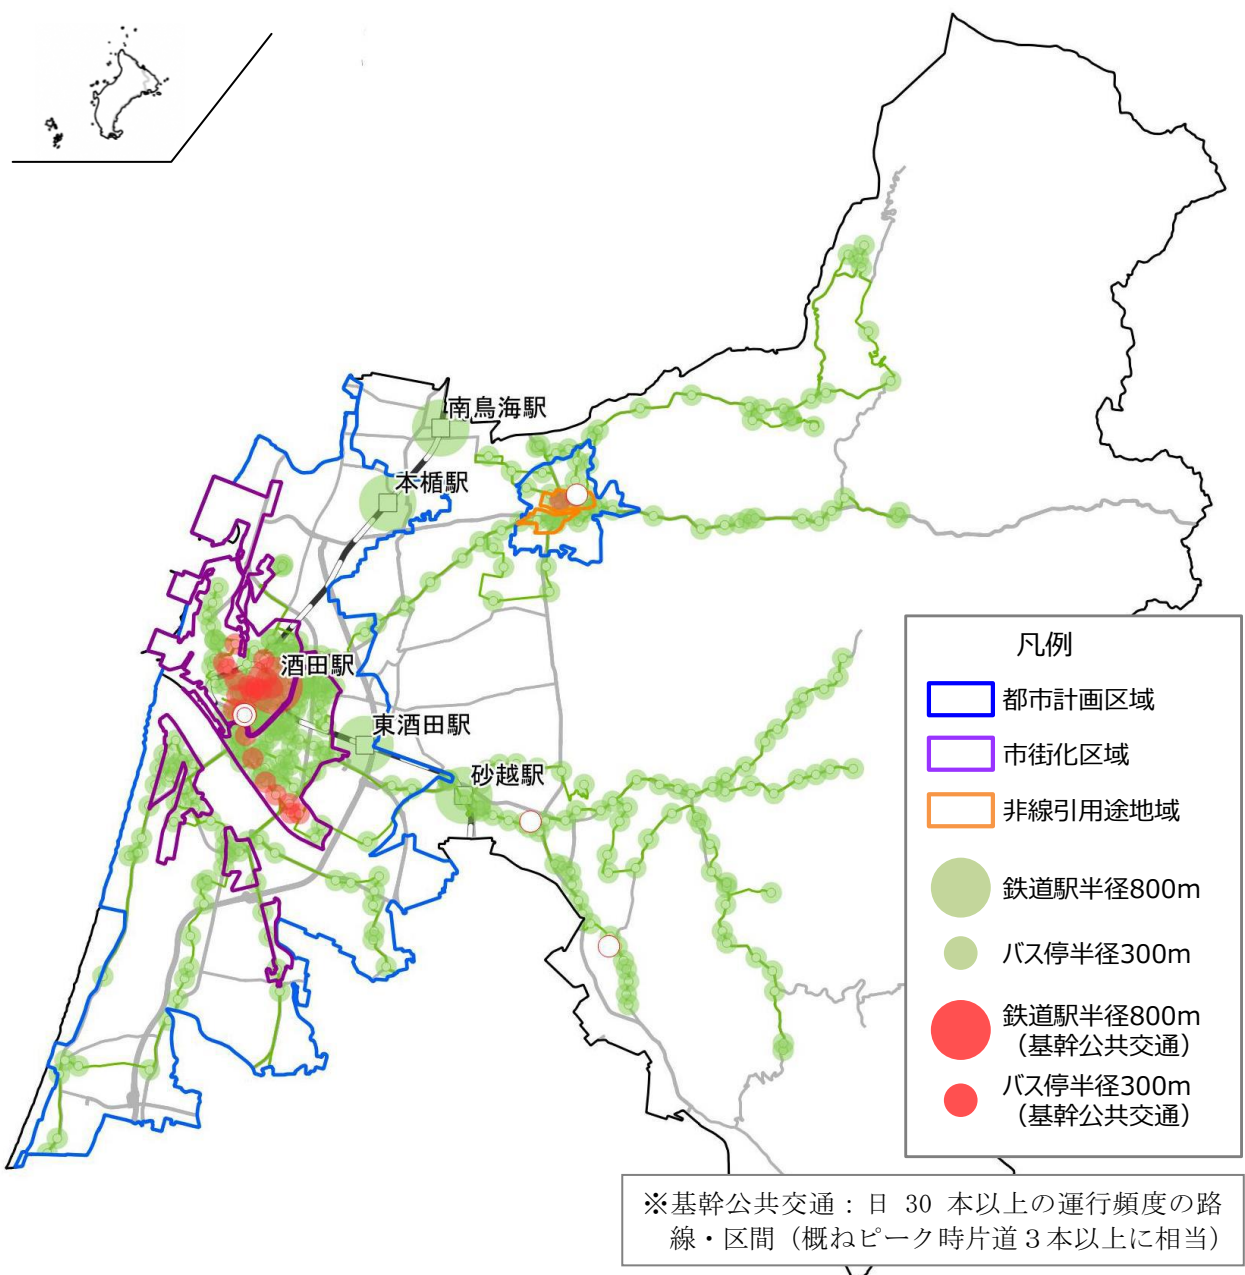 南鳥海駅
本楯駅
酒田駅
東酒田駅
砂越駅
凡例
都市計画区域
市街化区域
非線引用途地域
鉄道駅半径800m
バス停半径300m
鉄道駅半径800m
（基幹公共交通）
バス停半径300m
（基幹公共交通）
※基幹公共交通：日 30 本以上の運行頻度の路
線・区間（概ねピーク時片道３本以上に相当）